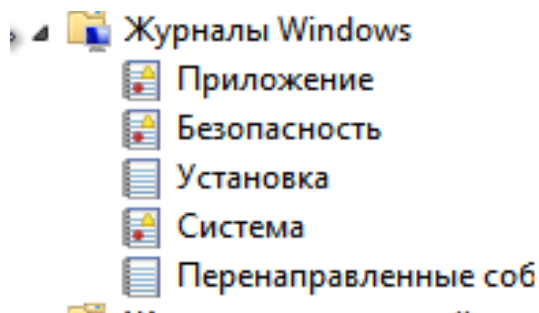 Журналы Windows
Приложение
Безопасность
Установка
Система
Перенаправленные соб